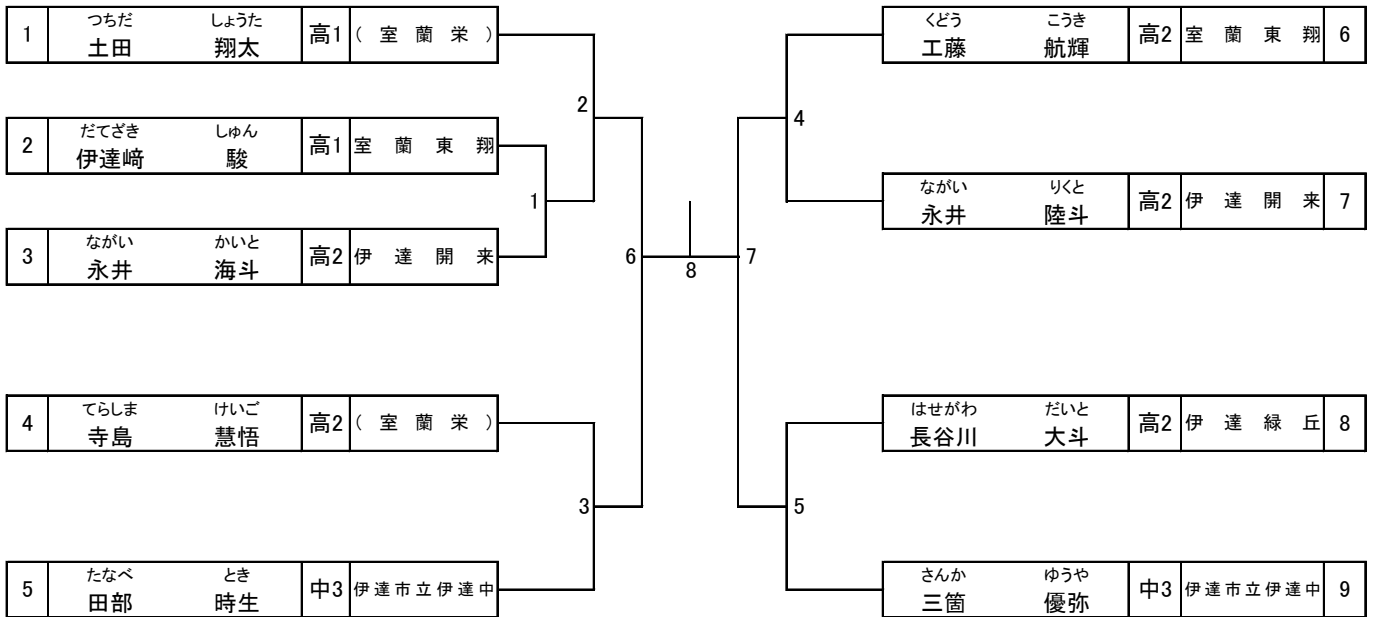 つちだ しょうた
1 土田 翔太 高1 (室蘭栄)
2
だてざき しゅん
2 伊達﨑 駿 高1 室蘭東翔
1
ながい かいと
3 永井 海斗 高2 伊達開来
6
てらしま けいご
4 寺島 慧悟 高2 (室蘭栄)
3
たなべ とき
5 田部 時生 中3 伊達市立伊達中
8
くどう こうき
工藤 航輝 高2 室蘭東翔 6
4
ながい りくと
永井 陸斗 高2 伊達開来 7
7
はせがわ だいと
長谷川 大斗 高2 伊達緑丘 8
5
さんか ゆうや
三箇 優弥 中3 伊達市立伊達中 9